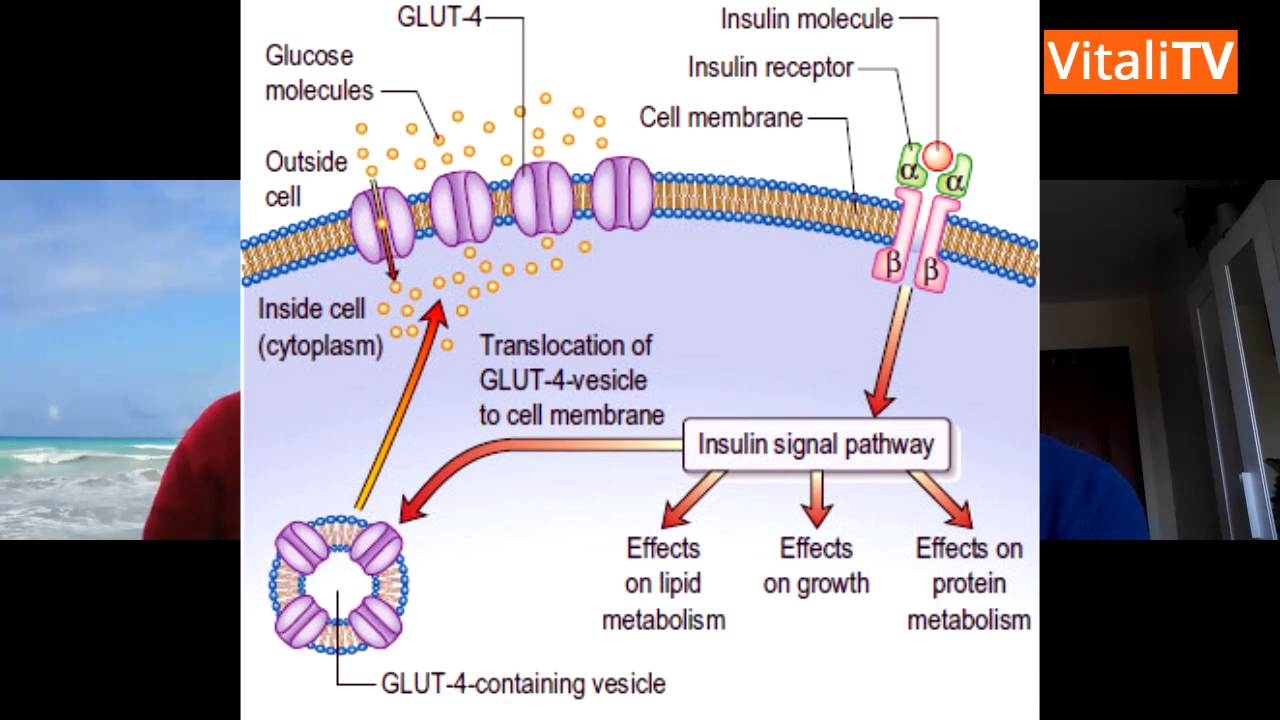 GLUT-4
Insulin molecule
VitaliTV
Glucose
molecules
Insulin receptor
Cell membrane
Outside
cell
α
α
β
β
Inside cell
(cytoplasm)
Translocation of
GLUT-4-vesicle
to cell membrane
Insulin signal pathway
Effects
on lipid
metabolism
Effects
on growth
Effects on
protein
metabolism
GLUT-4-containing vesicle